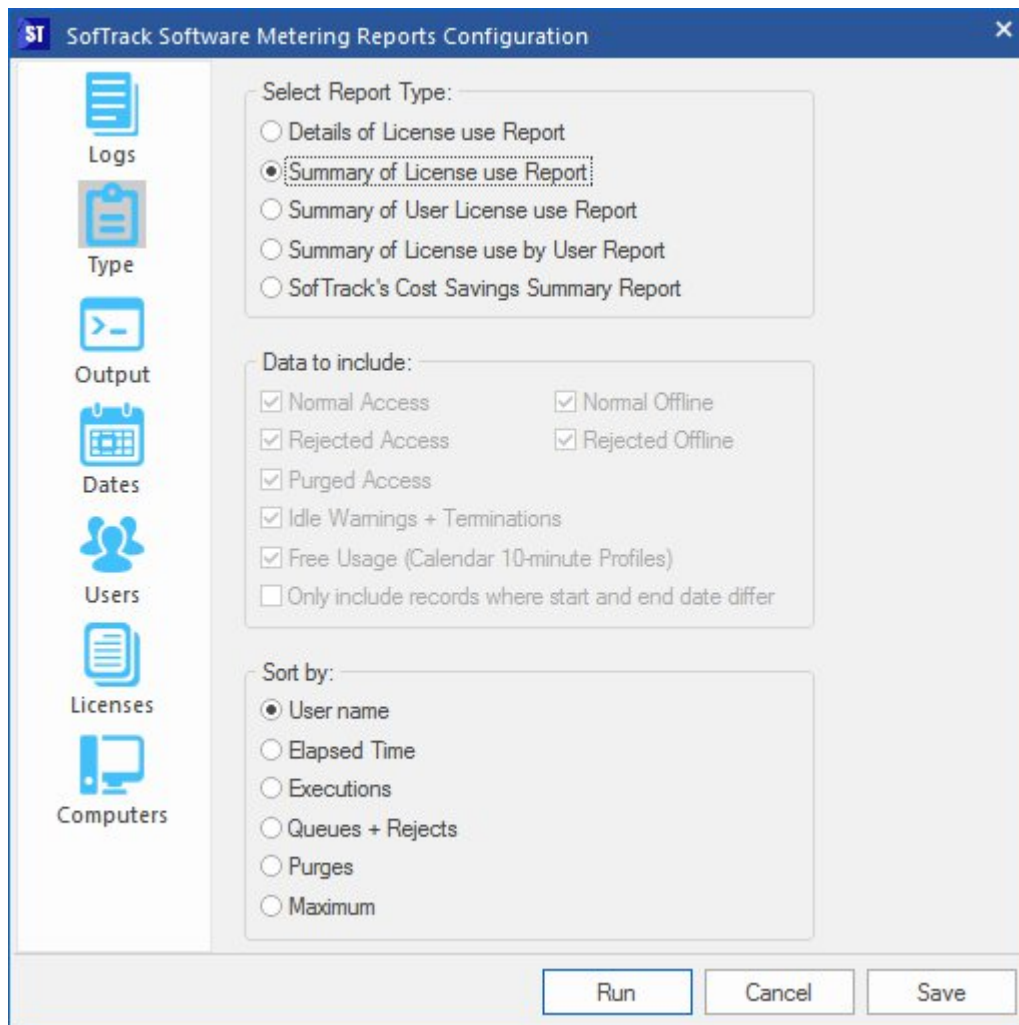 ST SofTrack Software Metering Reports Configuration
Logs
Type
Output
Dates
Users
Licenses
Computers
Select Report Type:
Details of License use Report
Summary of License use Report
Summary of User License use Report
Summary of License use by User Report
SofTrack's Cost Savings Summary Report
Data to include:
Normal Access
Normal Offline
Rejected Access
Rejected Offline
Purged Access
Idle Warnings + Terminations
Free Usage (Calendar 10-minute Profiles)
Only include records where start and end date differ
Sort by:
User name
Elapsed Time
Executions
Queues + Rejects
Purges
Maximum
Run
Cancel
Save